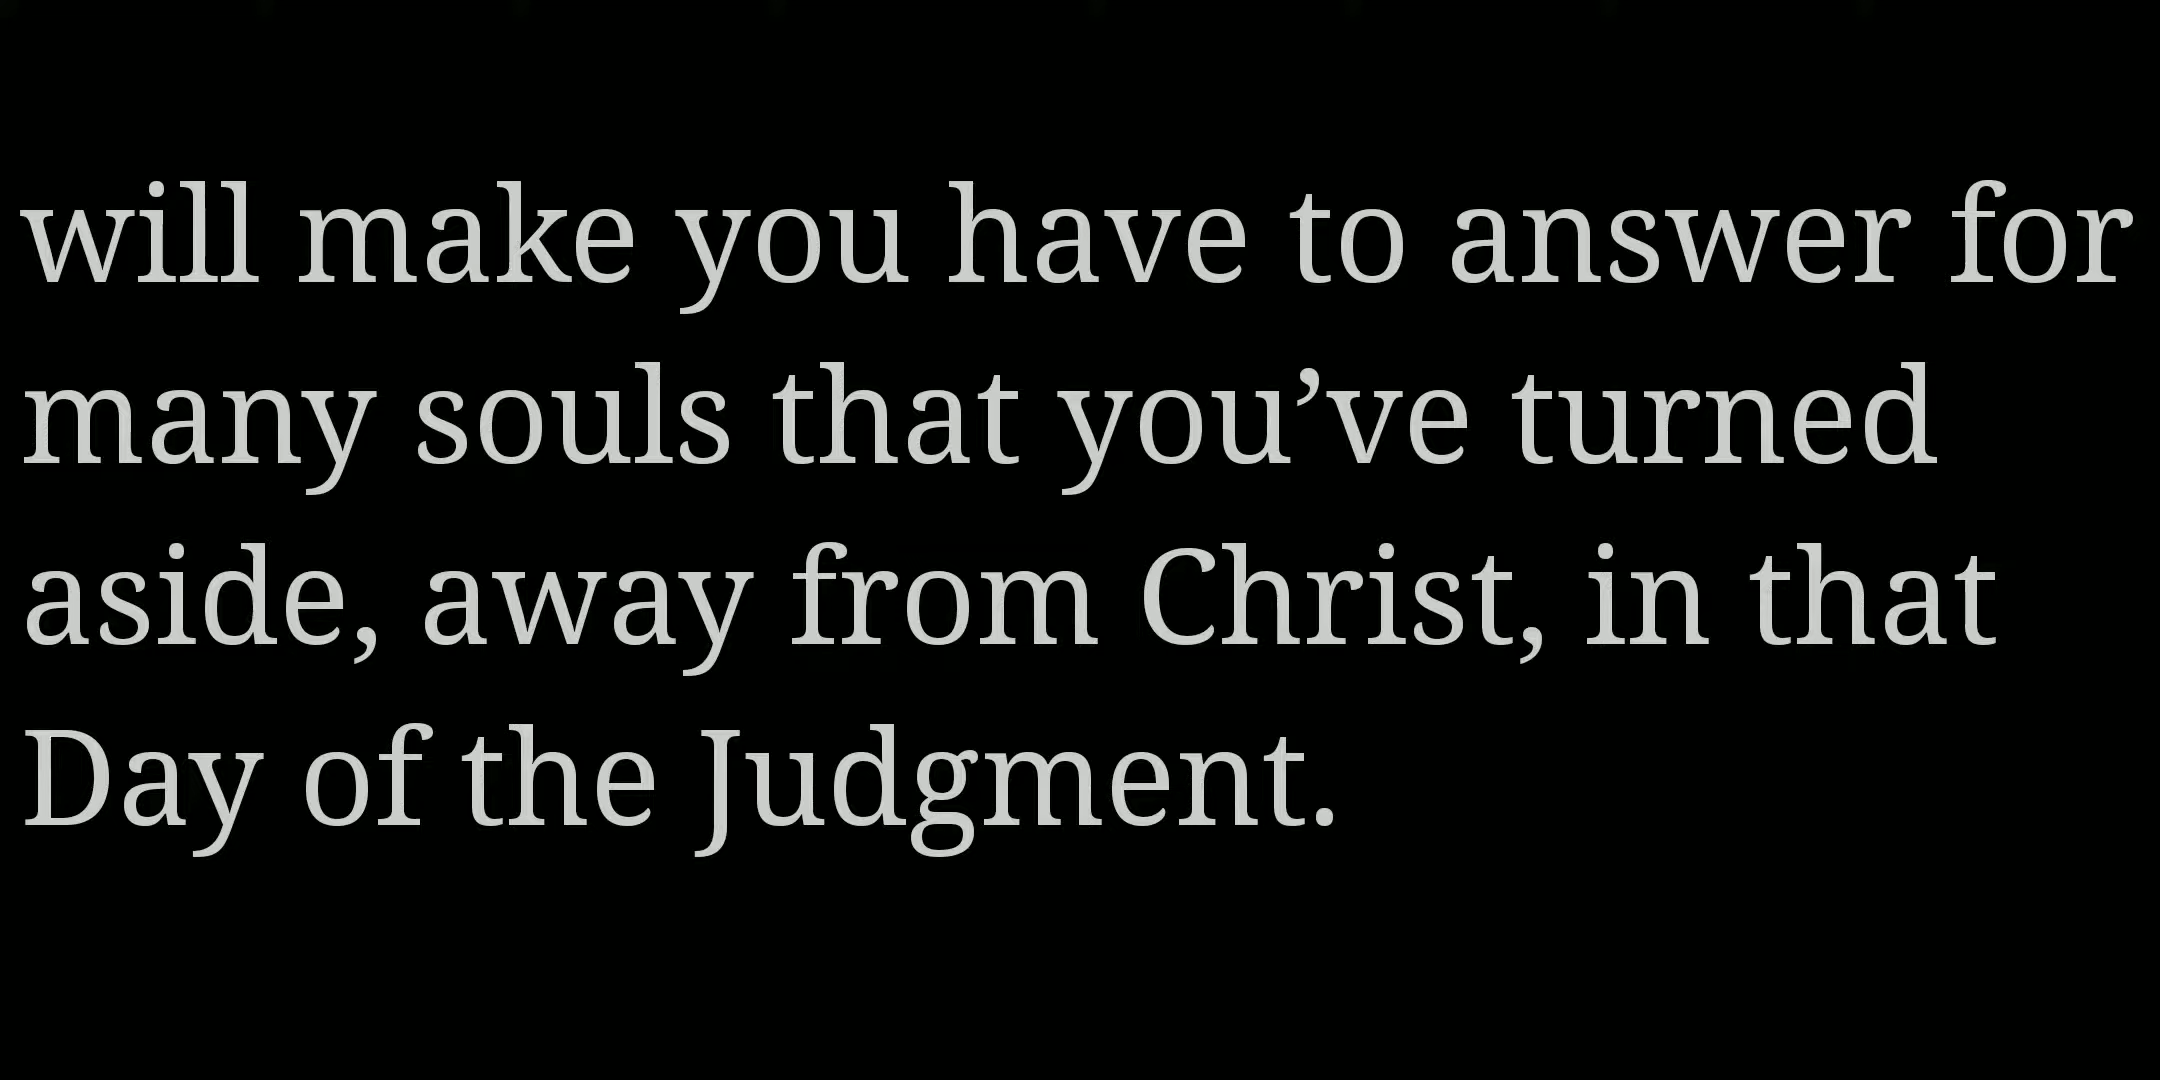 will make you have to answer for
many souls that you’ve turned
aside, away from Christ, in that
Day of the Judgment.